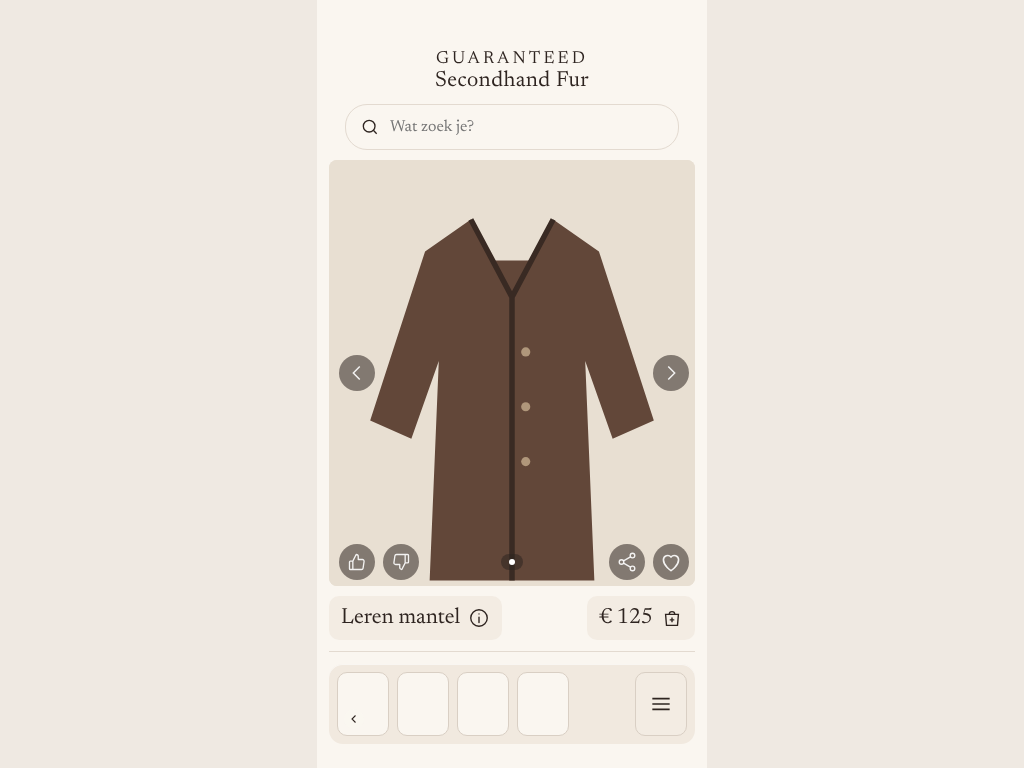 GUARANTEED
Secondhand Fur
Wat zoek je?
Leren mantel
€ 125